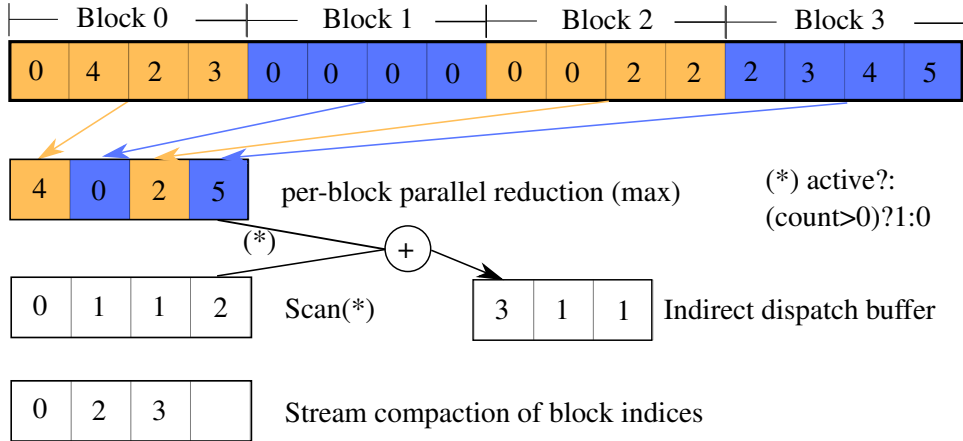 Block 0 Block 1 Block 2 Block 3
0 4 2 3 0 0 0 0 0 0 2 2 2 3 4 5
4 0 2 5
per-block parallel reduction (max)
(*) active?:
(count>0)?1:0
(*)
+
0 1 1 2
Scan(*)
3 1 1
Indirect dispatch buffer
0 2 3
Stream compaction of block indices